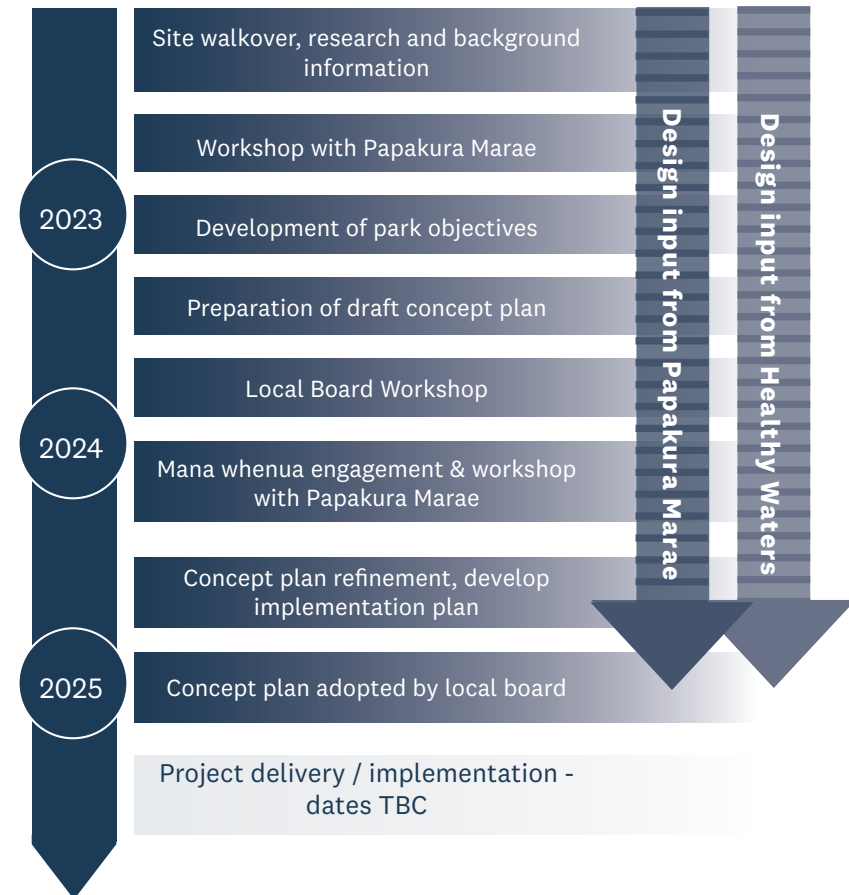 Site walkover, research and background
information
Workshop with Papakura Marae
2023
Development of park objectives
Preparation of draft concept plan
Local Board Workshop
2024
Mana whenua engagement & workshop
with Papakura Marae
Concept plan refinement, develop
implementation plan
2025
Concept plan adopted by local board
Project delivery / implementation -
dates TBC
Design input from Papakura Marae
Design input from Healthy Waters